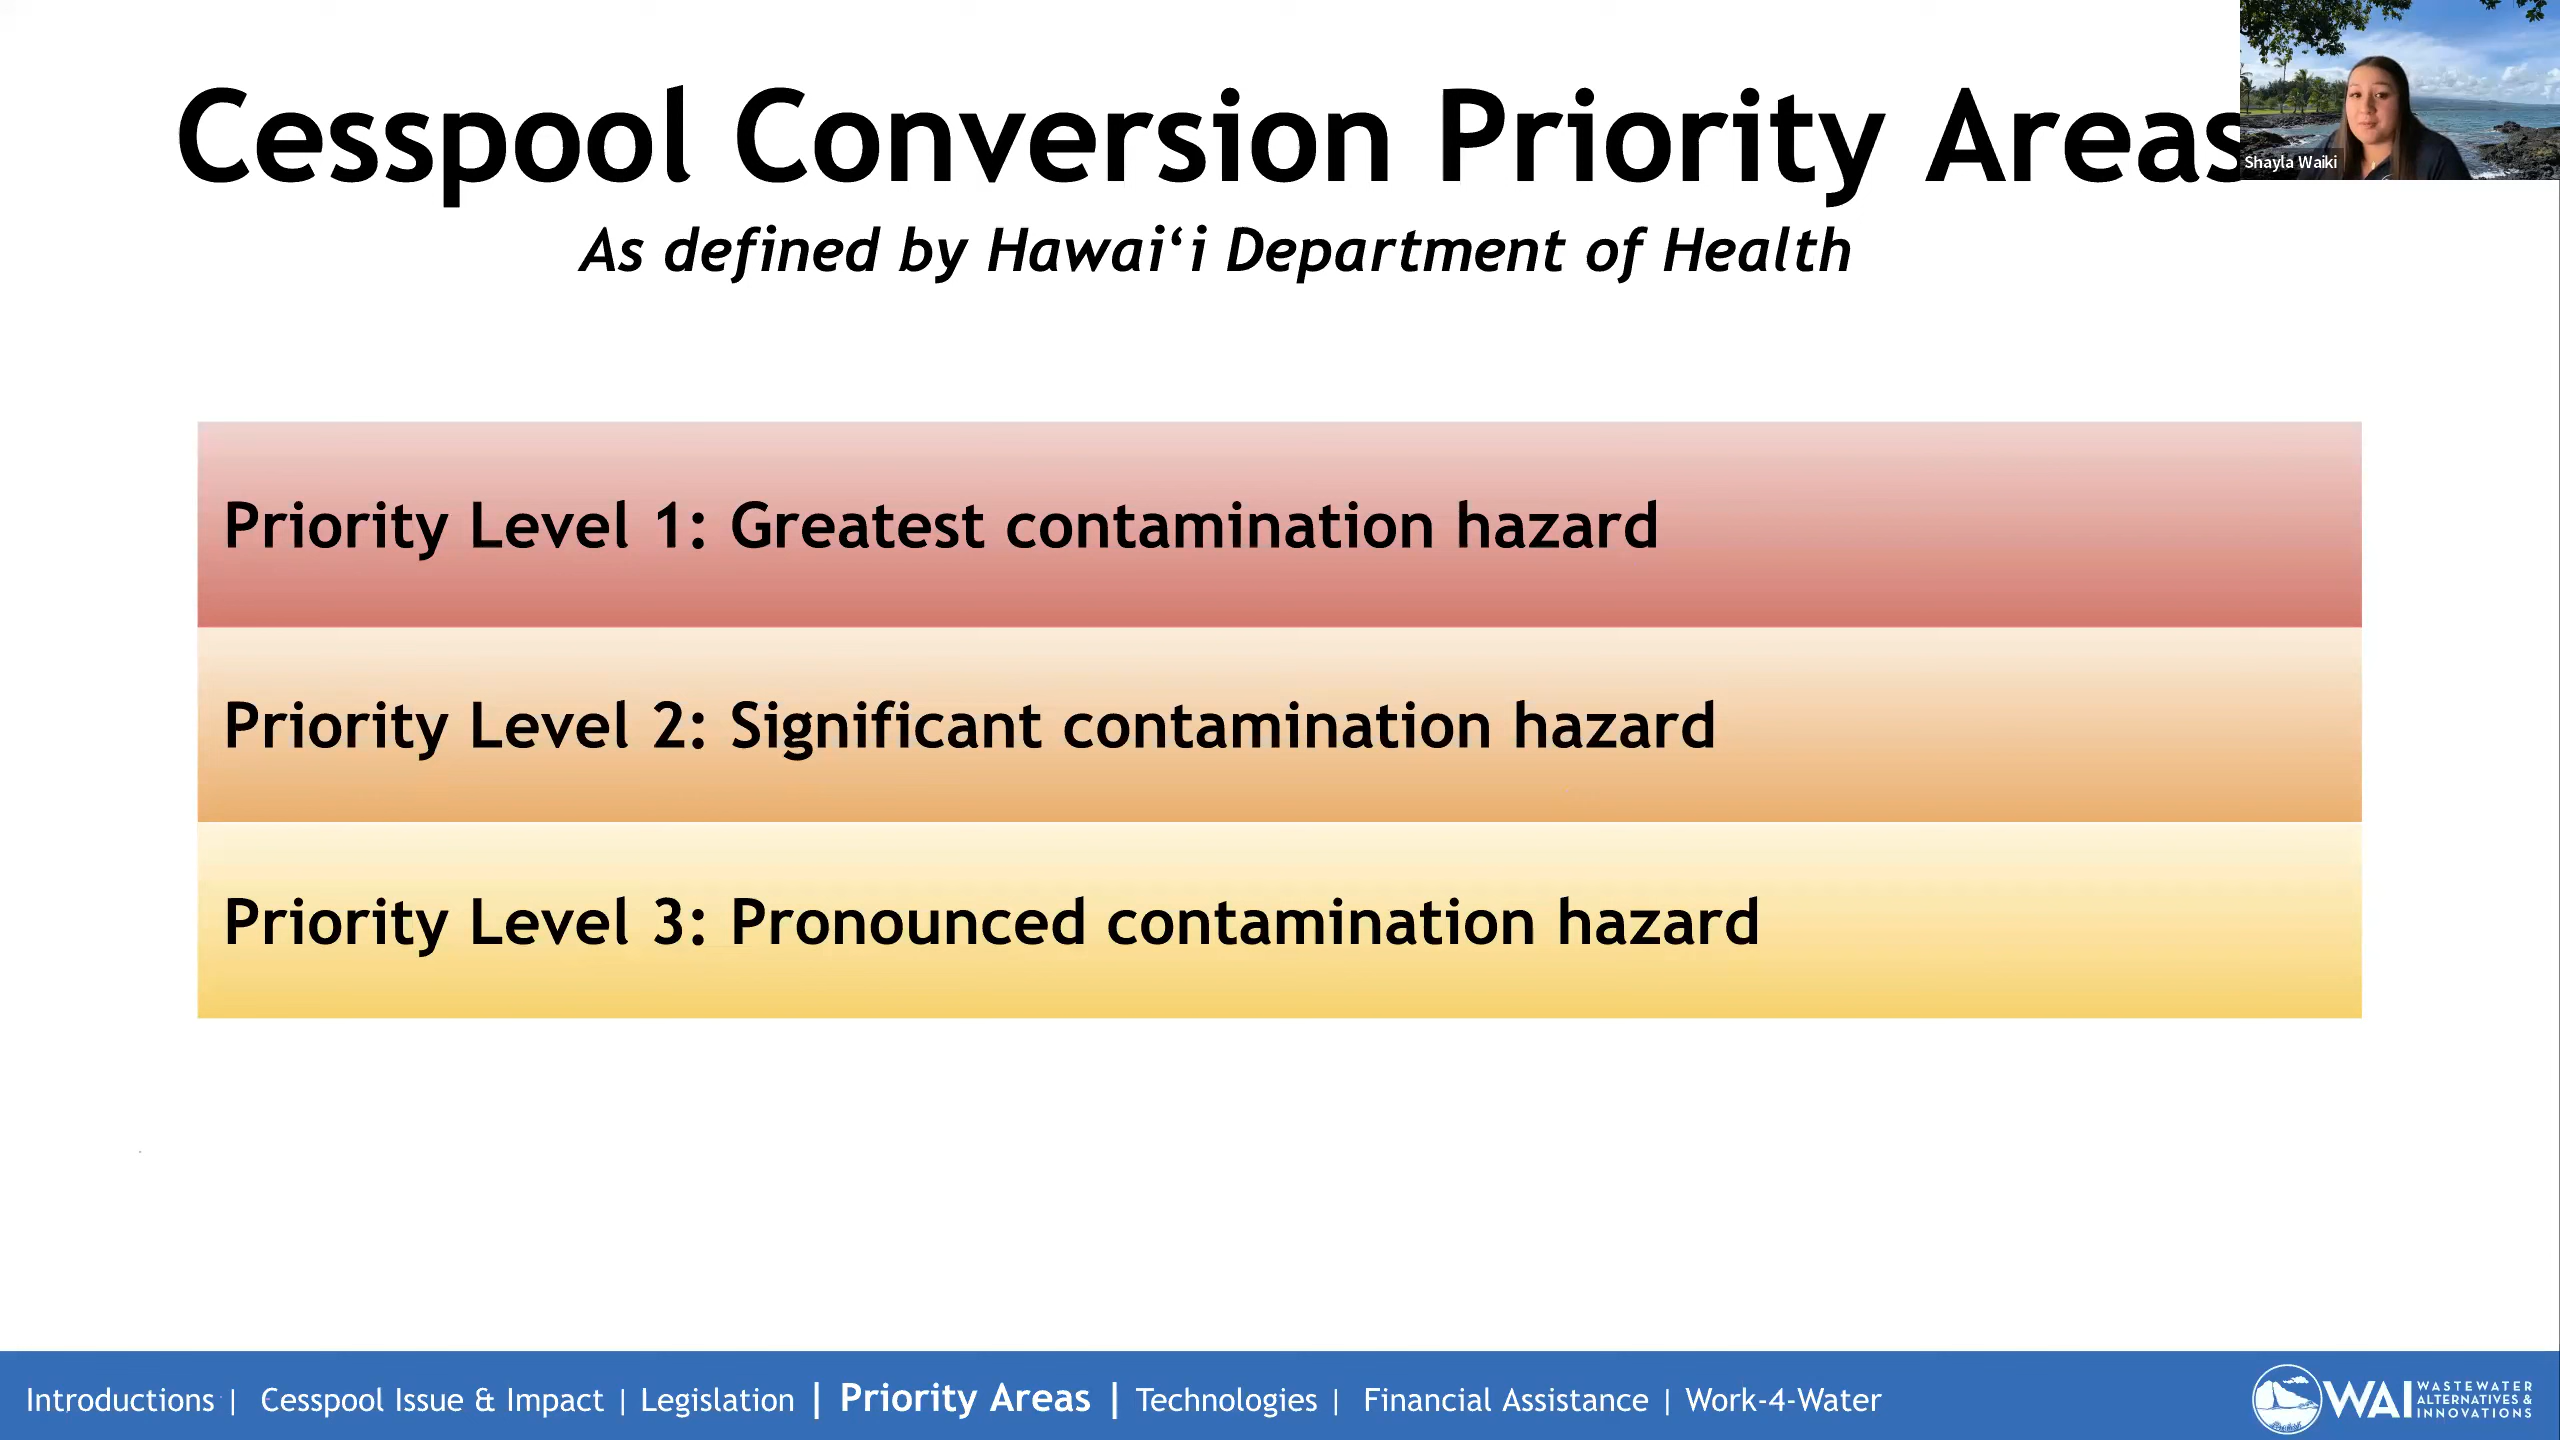 Cesspool Conversion Priority Areas
Shayla Waiki
As defined by Hawaiʻi Department of Health
Priority Level 1: Greatest contamination hazard
Priority Level 2: Significant contamination hazard
Priority Level 3: Pronounced contamination hazard
Introductions | Cesspool Issue & Impact | Legislation | Priority Areas | Technologies | Financial Assistance | Work-4-Water
WAI
WASTEWATER
ALTERNATIVES &
INNOVATIONS